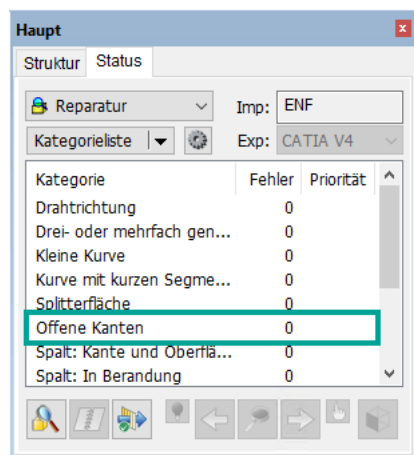 Haupt
Struktur Status
Reparatur Imp: ENF
Kategorieliste Exp: CATIA V4
Kategorie Fehler Priorität
Drahtrichtung 0
Drei- oder mehrfach gen... 0
Kleine Kurve 0
Kurve mit kurzen Segme... 0
Splitterfläche 0
Offene Kanten 0
Spalt: Kante und Oberflä... 0
Spalt: In Berandung 0